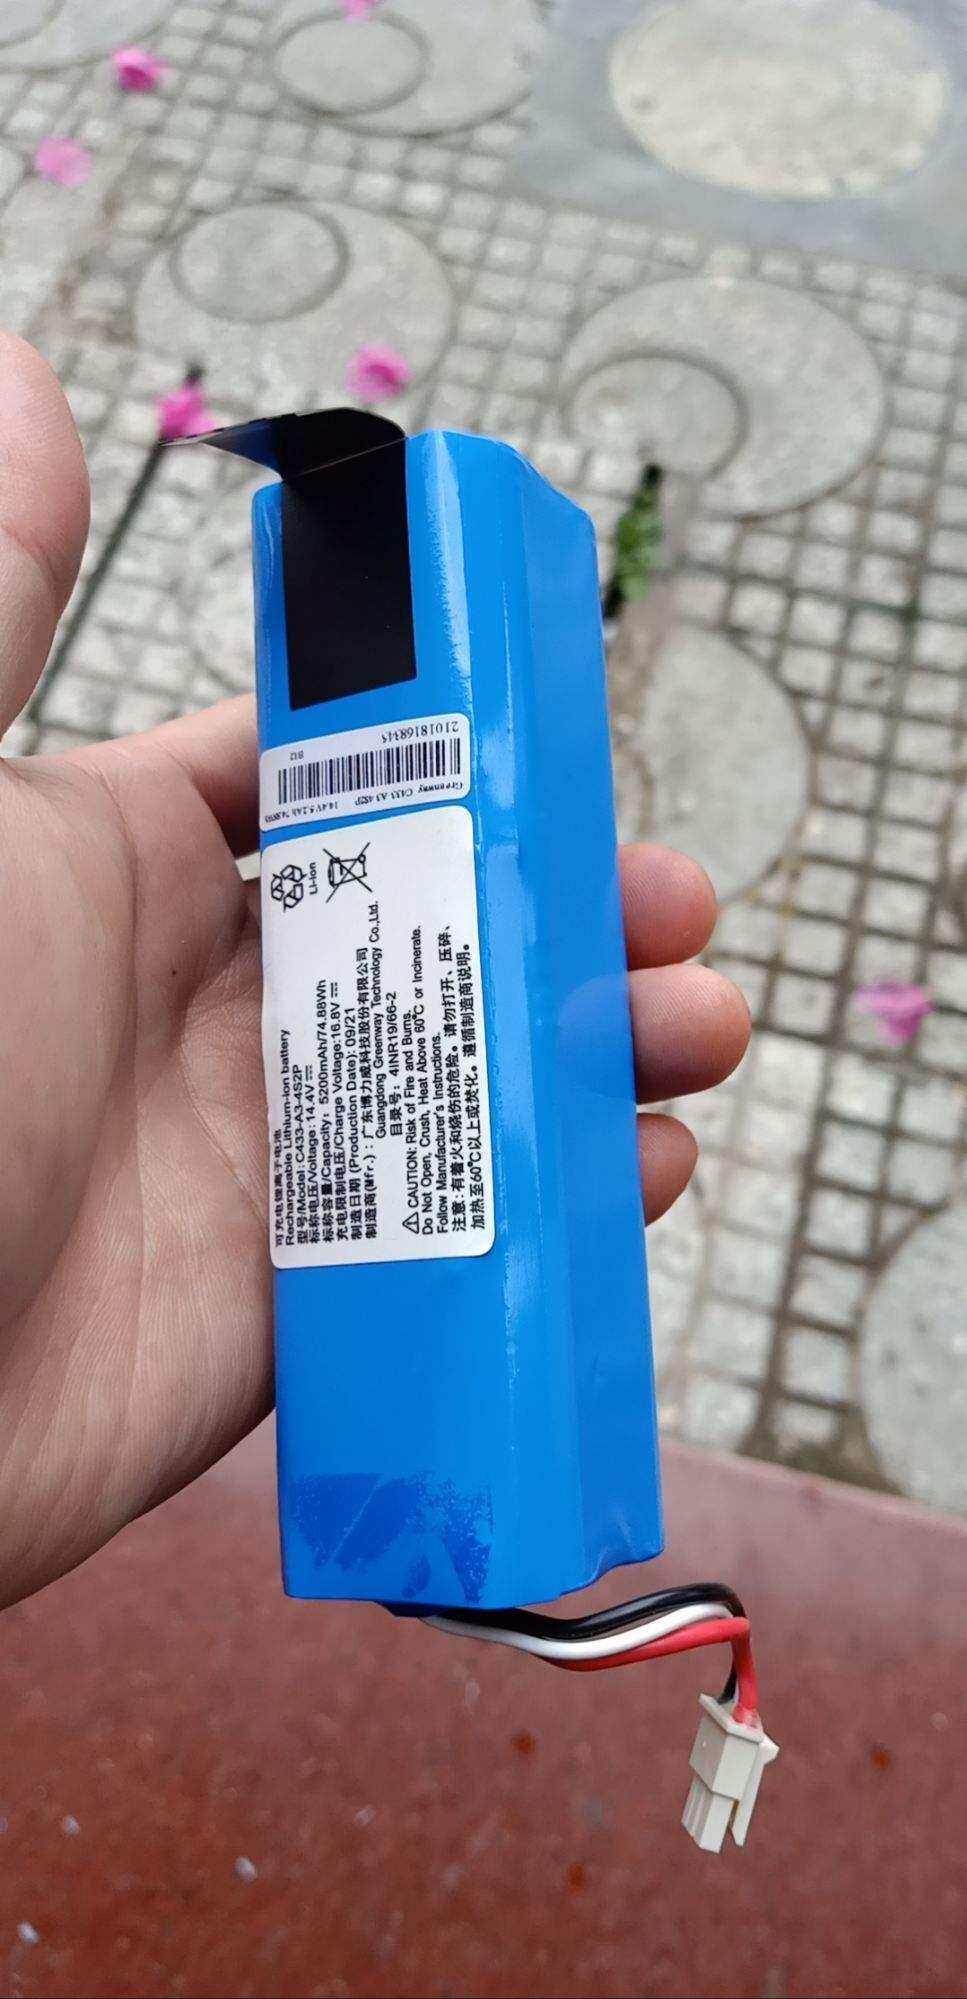 21018168345
B12
Greenway C433-A3-4S2P 14.4V 5.2Ah 74.88Wh
Li-ion
可充电锂离子电池
Rechargeable Lithium-ion battery
型号/Model: C433-A3-4S2P
标称电压/Voltage: 14.4V
标称容量/Capacity: 5200mAh/74.88Wh
充电限制电压/Charge Voltage:16.8V
制造日期 (Production Date): 09/21
制造商(Mfr.) : 广东博力威科技股份有限公司
Guangdong Greenway Technology Co.,Ltd.
目录号: 4INR19/66-2
CAUTION: Risk of Fire and Burns.
Do Not Open, Crush, Heat Above 60℃ or Incinerate.
Follow Manufacturer's Instructions.
注意: 有着火和烧伤的危险。请勿打开、压碎、
加热至60℃以上或焚化。遵循制造商说明。